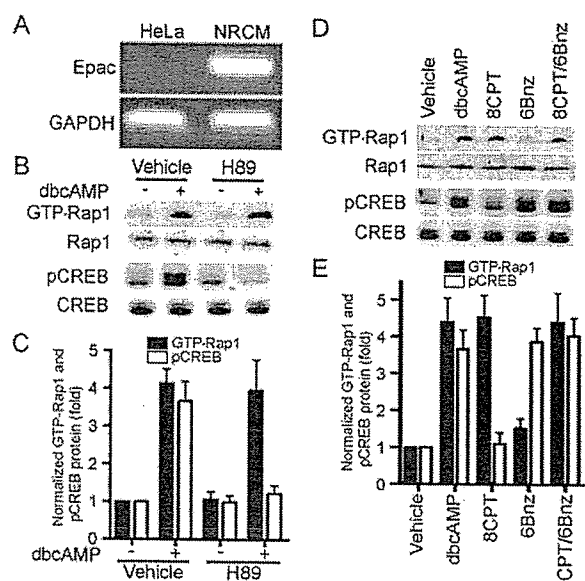 A
HeLa NRCM
Epac
GAPDH
B
Vehicle H89
dbcAMP - + - +
GTP-Rap1
Rap1
pCREB
CREB
C
GTP-Rap1
pCREB
Normalized GTP-Rap1 and
pCREB protein (fold)
5
4
3
2
1
0
dbcAMP - + - +
Vehicle H89
D
Vehicle dbcAMP 8CPT 6Bnz 8CPT/6Bnz
GTP-Rap1
Rap1
pCREB
CREB
E
GTP-Rap1
pCREB
Normalized GTP-Rap1 and
pCREB protein (fold)
6
5
4
3
2
1
0
Vehicle dbcAMP 8CPT 6Bnz CPT/6Bnz